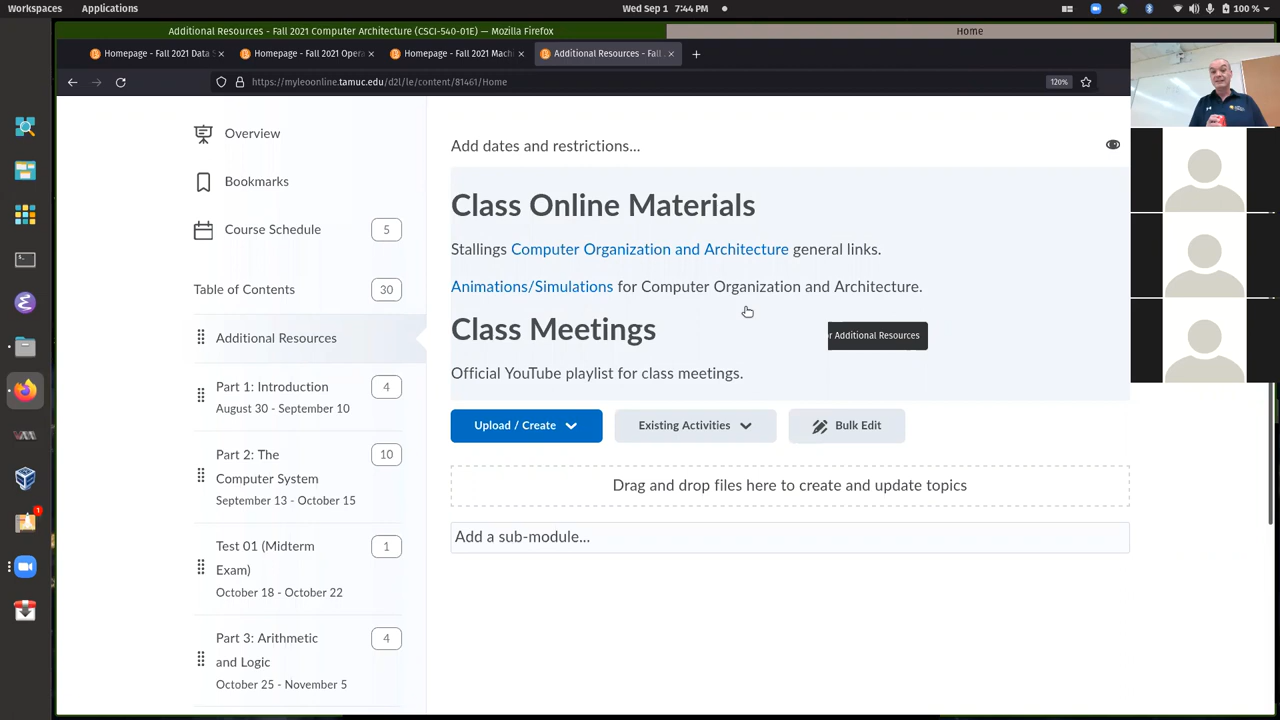 Workspaces Applications Wed Sep 1 7:44 PM 100 %
Additional Resources - Fall 2021 Computer Architecture (CSCI-540-01E) — Mozilla Firefox Home
Homepage - Fall 2021 Data S Homepage - Fall 2021 Opera Homepage - Fall 2021 Machi Additional Resources - Fall
https://myleoonline.tamuc.edu/d2l/le/content/81461/Home 120%
Overview
Bookmarks
Course Schedule 5
Table of Contents 30
Additional Resources
Part 1: Introduction 4
August 30 - September 10
Part 2: The 10
Computer System
September 13 - October 15
Test 01 (Midterm 1
Exam)
October 18 - October 22
Part 3: Arithmetic 4
and Logic
October 25 - November 5
Add dates and restrictions...
Class Online Materials
Stallings Computer Organization and Architecture general links.
Animations/Simulations for Computer Organization and Architecture.
Class Meetings
r Additional Resources
Official YouTube playlist for class meetings.
Upload / Create Existing Activities Bulk Edit
Drag and drop files here to create and update topics
Add a sub-module...
1